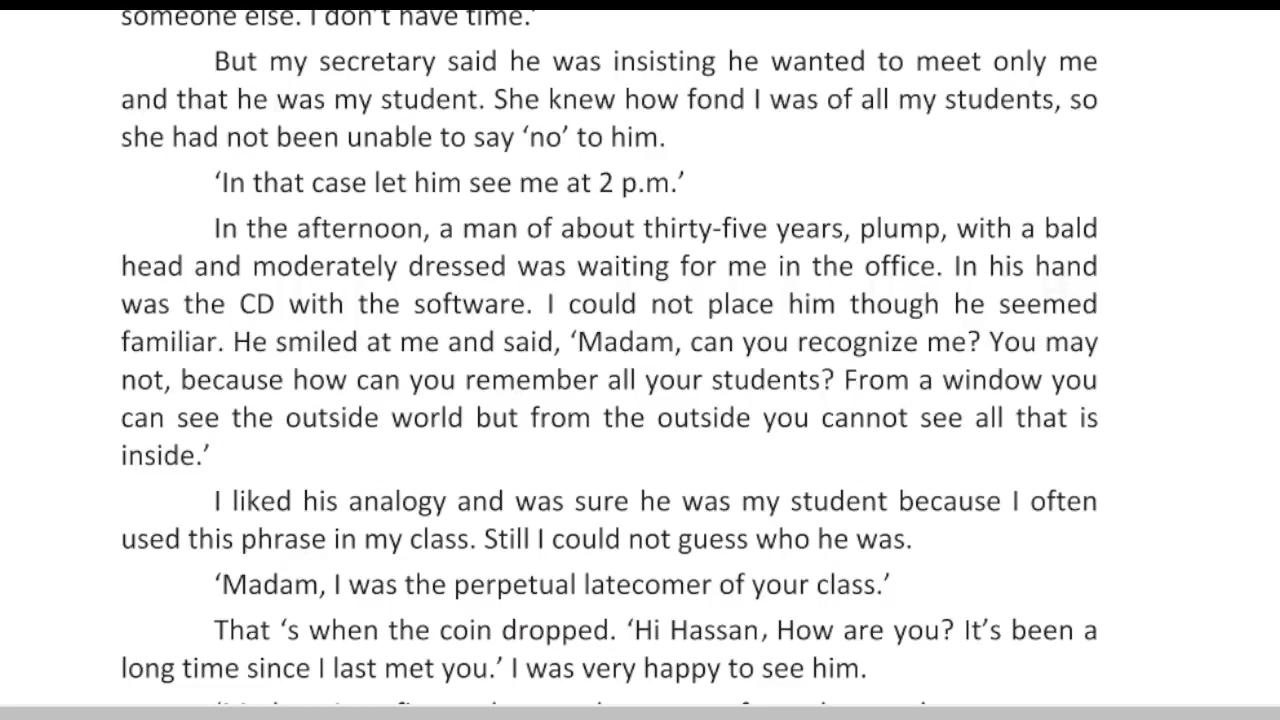 someone else. I don't have time.'
But my secretary said he was insisting he wanted to meet only me
and that he was my student. She knew how fond I was of all my students, so
she had not been unable to say ‘no’ to him.
‘In that case let him see me at 2 p.m.’
In the afternoon, a man of about thirty-five years, plump, with a bald
head and moderately dressed was waiting for me in the office. In his hand
was the CD with the software. I could not place him though he seemed
familiar. He smiled at me and said, ‘Madam, can you recognize me? You may
not, because how can you remember all your students? From a window you
can see the outside world but from the outside you cannot see all that is
inside.’
I liked his analogy and was sure he was my student because I often
used this phrase in my class. Still I could not guess who he was.
‘Madam, I was the perpetual latecomer of your class.’
That ‘s when the coin dropped. ‘Hi Hassan, How are you? It’s been a
long time since I last met you.’ I was very happy to see him.